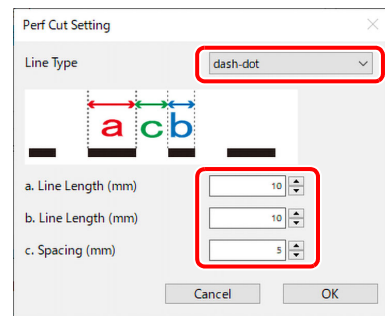 Perf Cut Setting
Line Type dash-dot
a c b
a. Line Length (mm) 10
b. Line Length (mm) 10
c. Spacing (mm) 5
Cancel OK